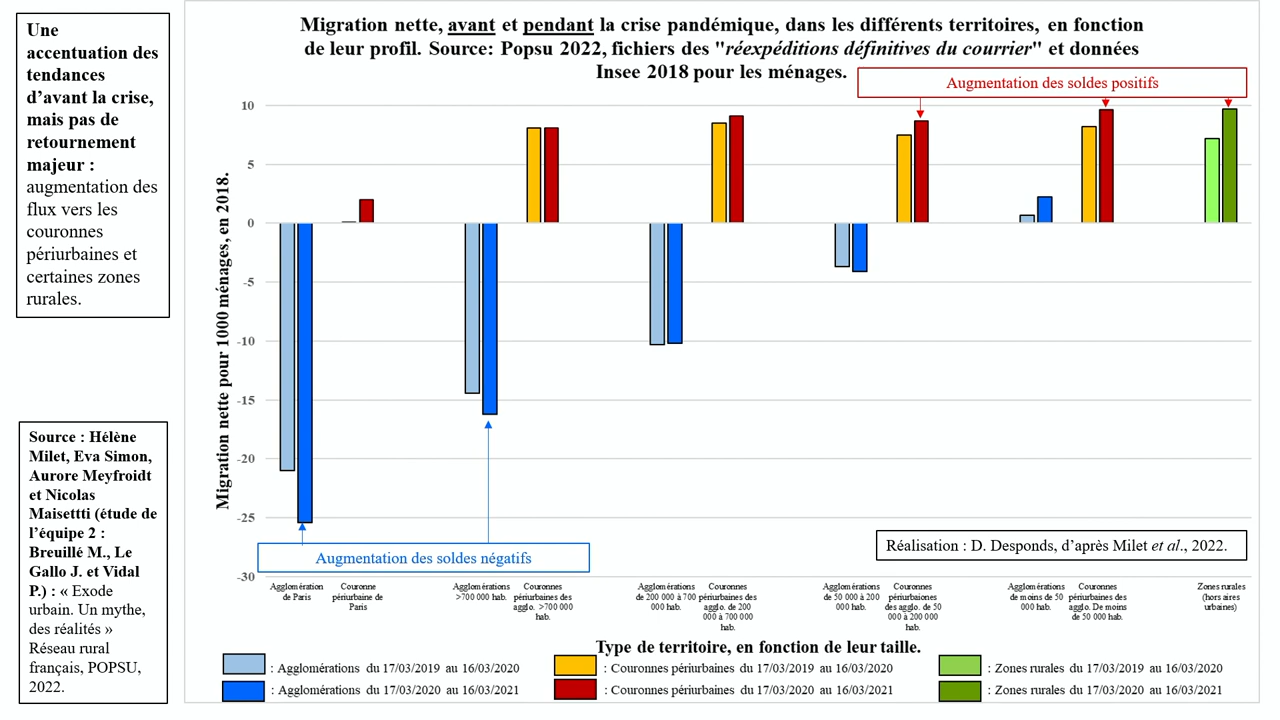 Une
accentuation des
tendances
d'avant la crise,
mais pas de
retournement
majeur :
augmentation des
flux vers les
couronnes
périurbaines et
certaines zones
rurales.
Source : Hélène
Milet, Eva Simon,
Aurore Meyfroidt
et Nicolas
Maisettti (étude de
l'équipe 2 :
Breuillé M., Le
Gallo J. et Vidal
P.) : « Exode
urbain. Un mythe,
des réalités »
Réseau rural
français, POPSU,
2022.
Migration nette, avant et pendant la crise pandémique, dans les différents territoires, en fonction
de leur profil. Source: Popsu 2022, fichiers des "réexpéditions définitives du courrier" et données
Insee 2018 pour les ménages.
Augmentation des soldes positifs
Migration nette pour 1000 ménages, en 2018.
10
5
0
-5
-10
-15
-20
-25
-30
Augmentation des soldes négatifs
Réalisation : D. Desponds, d'après Milet et al., 2022.
Agglomération
de Paris
Couronne
périurbaine de
Paris
Agglomérations
>700 000 hab.
Couronnes
périurbaines des
agglo. >700 000
hab.
Agglomérations
de 200 000 à 700
000 hab.
Couronnes
périurbaines des
agglo. de 200
000 à 700 000
hab.
Agglomérations
de 50 000 à 200
000 hab.
Couronnes
périurbaiones
des agglo. de 50
000 à 200 000
hab.
Agglomérations
de moins de 50
000 hab.
Couronnes
périurbaines des
agglo. De moins
de 50 000 hab.
Zones rurales
(hors aires
urbaines)
Type de territoire, en fonction de leur taille.
: Agglomérations du 17/03/2019 au 16/03/2020
: Couronnes périurbaines du 17/03/2019 au 16/03/2020
: Zones rurales du 17/03/2019 au 16/03/2020
: Agglomérations du 17/03/2020 au 16/03/2021
: Couronnes périurbaines du 17/03/2020 au 16/03/2021
: Zones rurales du 17/03/2020 au 16/03/2021